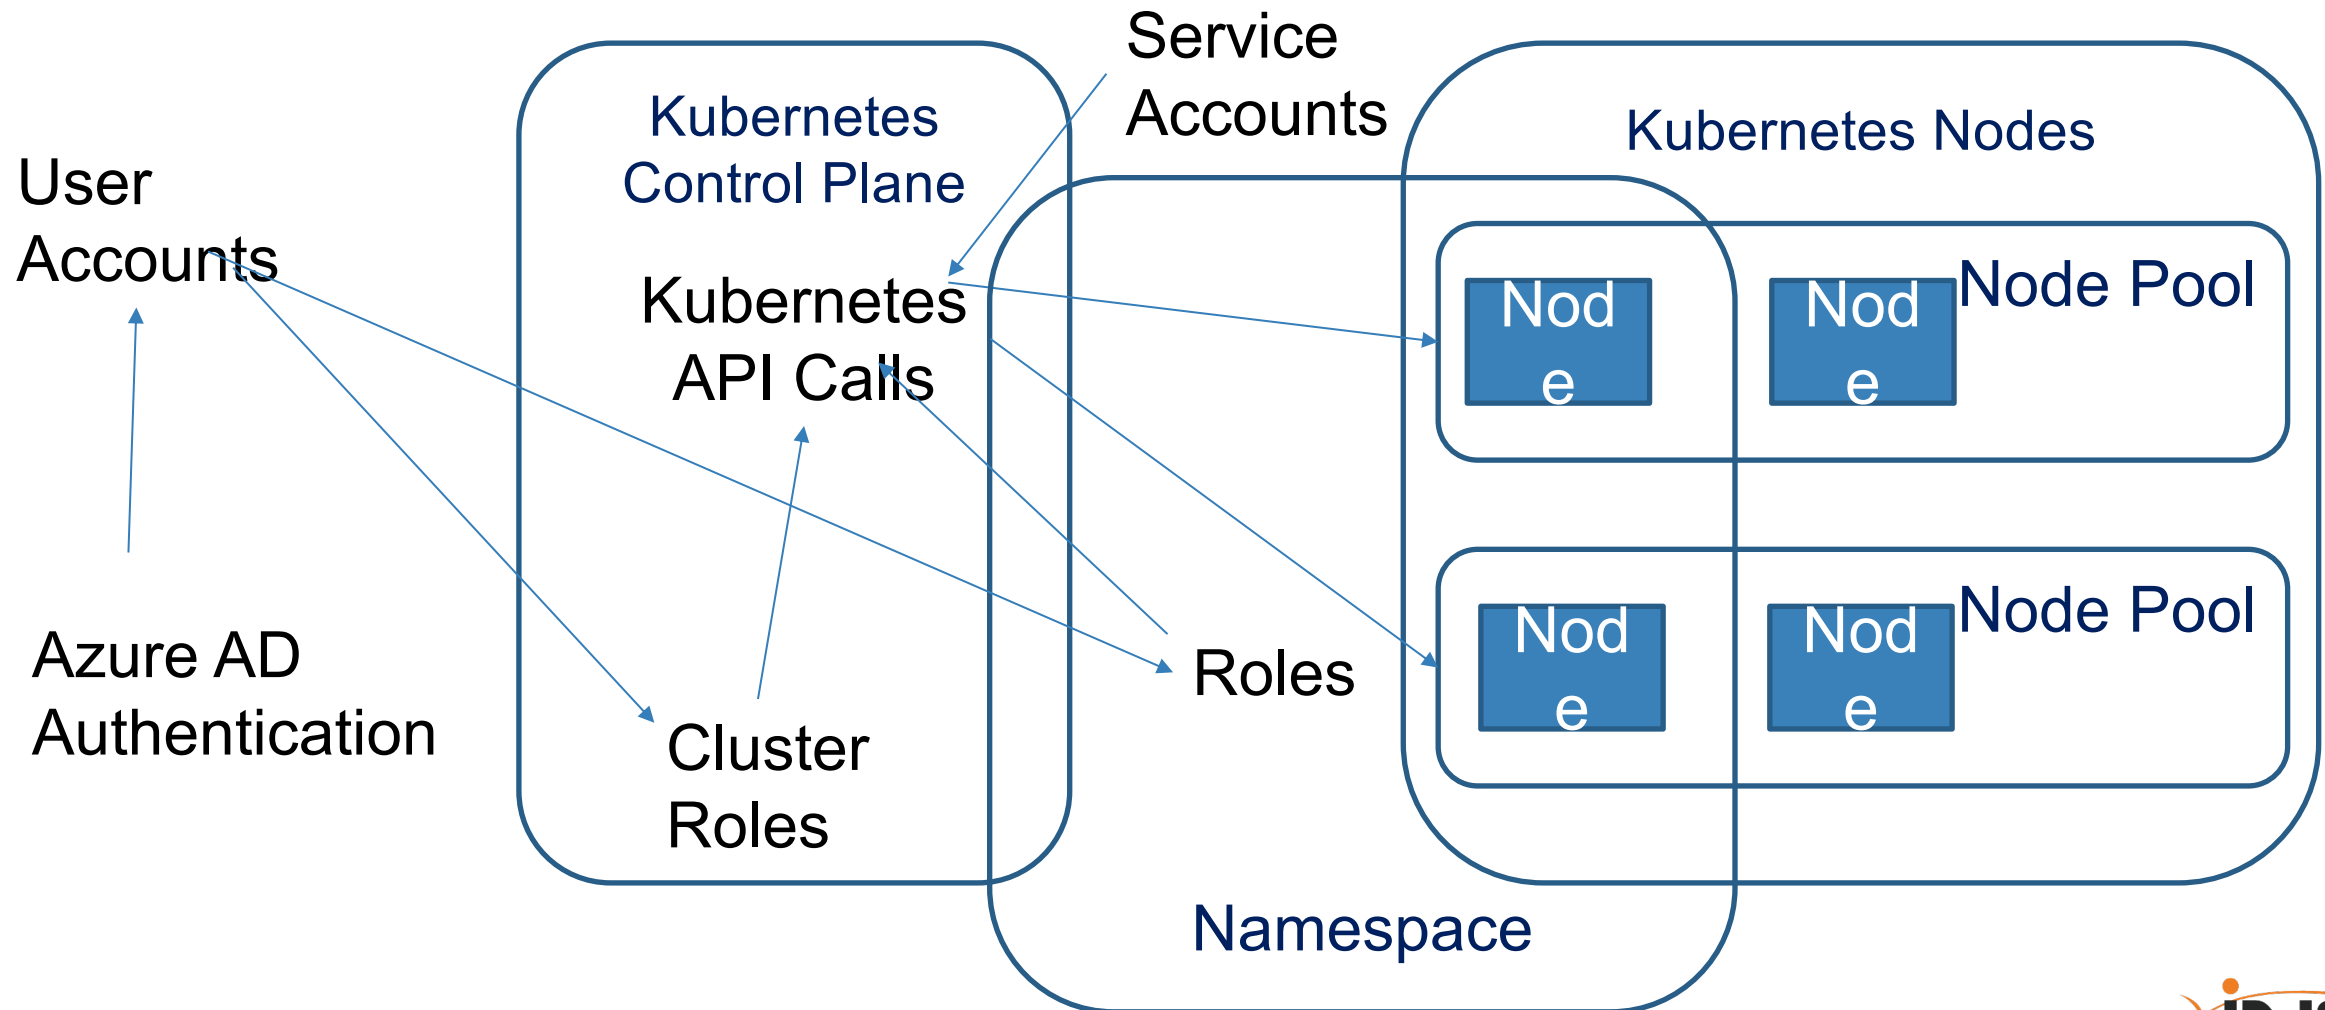 Service
Accounts
Kubernetes
Control Plane
Kubernetes Nodes
User
Accounts
Kubernetes
API Calls
Nod
e
Nod
e
Node Pool
Azure AD
Authentication
Roles
Cluster
Roles
Nod
e
Nod
e
Node Pool
Namespace